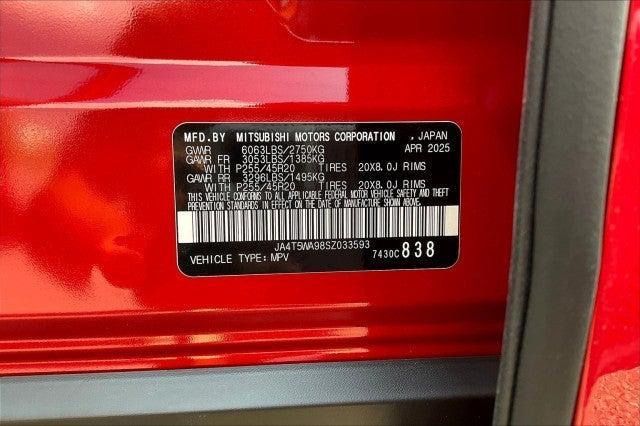 MFD.BY MITSUBISHI MOTORS CORPORATION , JAPAN
GVWR 6063LBS/2750KG APR 2025
GAWR FR 3053LBS/1385KG
WITH P255/45R20 TIRES 20X8.0J RIMS
GAWR RR 3296LBS/1495KG
WITH P255/45R20 TIRES 20X8.0J RIMS
THIS VEHICLE CONFORMS TO ALL APPLICABLE FEDERAL MOTOR VEHICLE SAFETY AND THEFT
PREVENTION STANDARDS IN EFFECT ON THE DATE OF MANUFACTURE SHOWN ABOVE.
JA4T5WA98SZ033593
VEHICLE TYPE: MPV 7430C 838